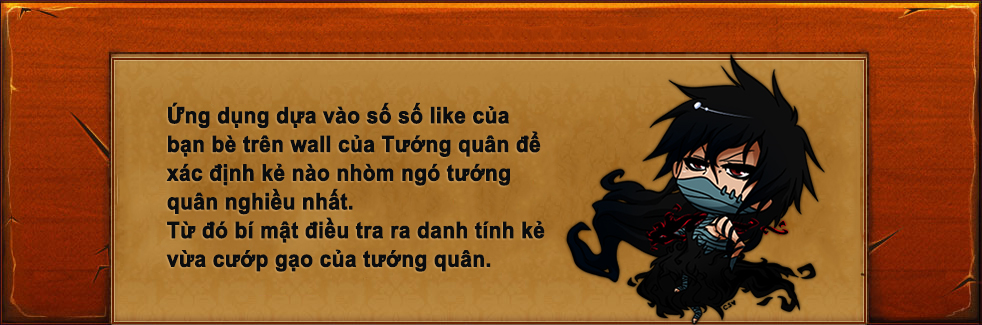 Ứng dụng dựa vào số số like của
bạn bè trên wall của Tướng quân để
xác định kẻ nào nhòm ngó tướng
quân nghiều nhất.
Từ đó bí mật điều tra ra danh tính kẻ
vừa cướp gạo của tướng quân.